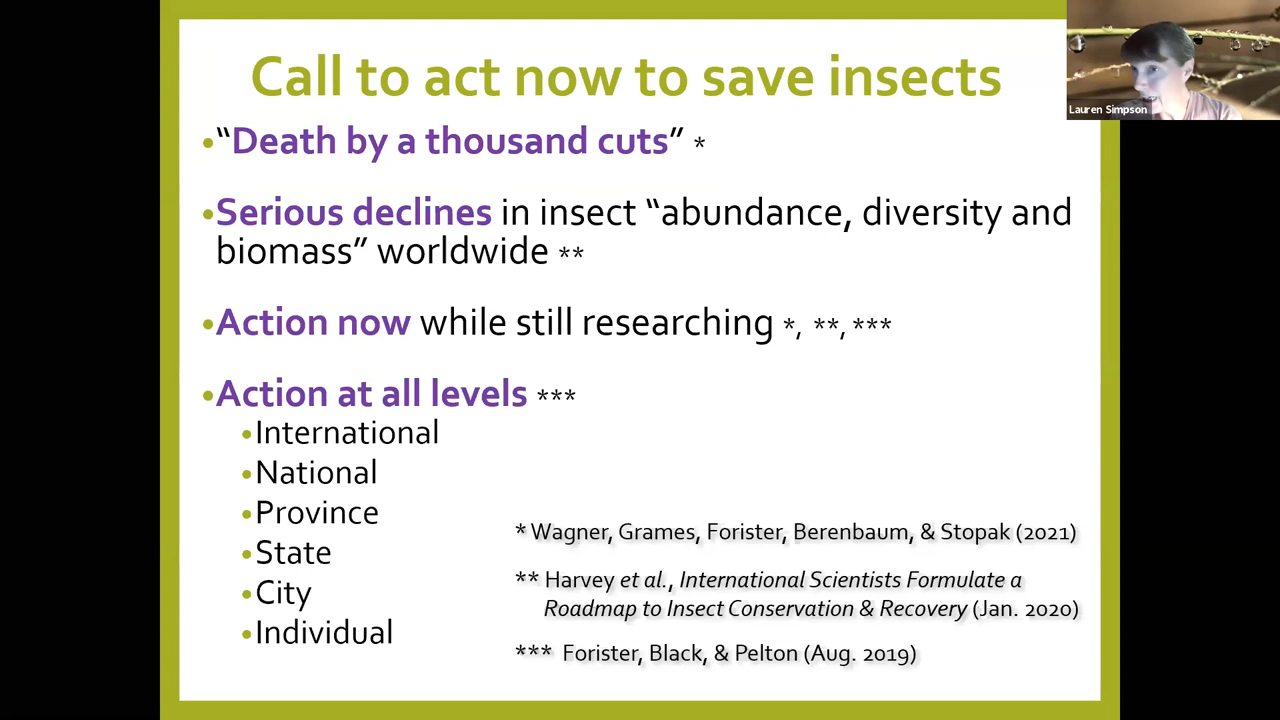 Call to act now to save insects
Lauren Simpson
•“Death by a thousand cuts” *
•Serious declines in insect “abundance, diversity and
biomass” worldwide **
•Action now while still researching *, **, ***
•Action at all levels ***
•International
•National
•Province
•State
•City
•Individual
* Wagner, Grames, Forister, Berenbaum, & Stopak (2021)
** Harvey et al., International Scientists Formulate a
Roadmap to Insect Conservation & Recovery (Jan. 2020)
*** Forister, Black, & Pelton (Aug. 2019)